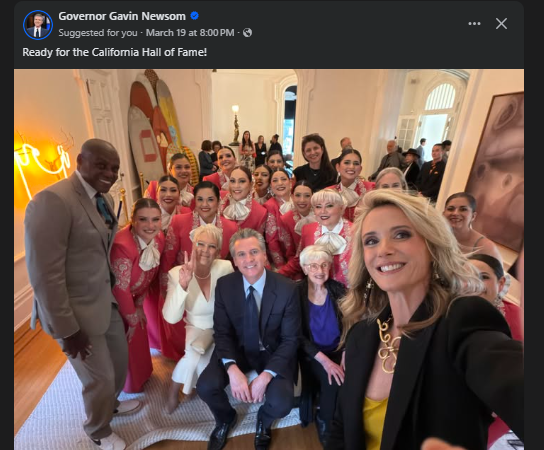 Governor Gavin Newsom
Suggested for you · March 19 at 8:00 PM ·
Ready for the California Hall of Fame!